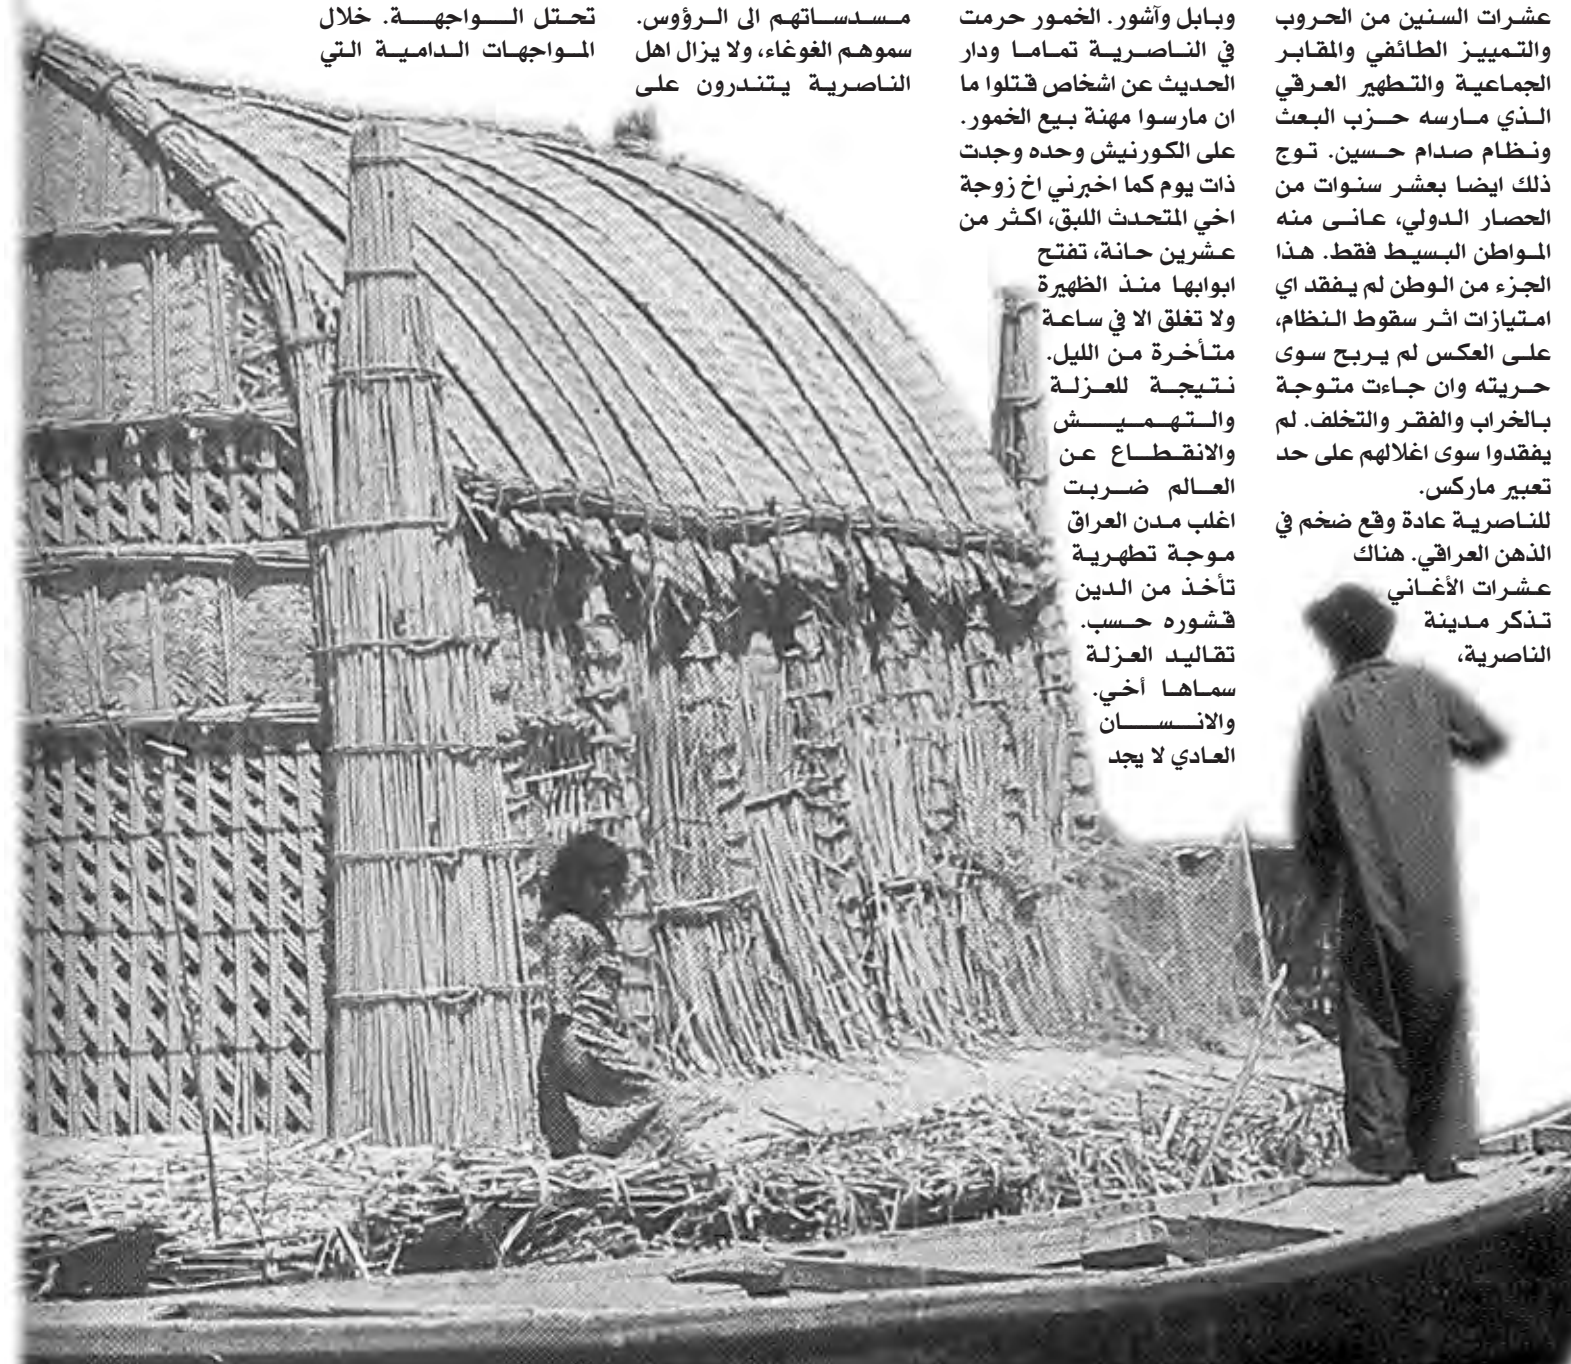 عشرات السنين من الحروب
والتمييز الطائفي والمقابر
الجماعية والتطهير العرقي
الذي مارسه حزب البعث
ونظام صدام حسين. توج
ذلك ايضا بعشر سنوات من
الحصار الدولي، عانى منه
المواطن البسيط فقط. هذا
الجزء من الوطن لم يفقد اي
امتيازات اثر سقوط النظام،
على العكس لم يربح سوى
حريته وان جاءت متوجة
بالخراب والفقر والتخلف. لم
يفقدوا سوى اغلالهم على حد
تعبير ماركس.
للناصرية عادة وقع ضخم في
الذهن العراقي. هناك
عشرات الأغاني
تذكر مدينة
الناصرية،
وبابل وآشور. الخمور حرمت
في الناصرية تماما ودار
الحديث عن اشخاص قتلوا ما
ان مارسوا مهنة بيع الخمور.
على الكورنيش وحده وجدت
ذات يوم كما اخبرني اخ زوجة
اخي المتحدث اللبق، اكثر من
عشرين حانة، تفتح
ابوابها منذ الظهيرة
ولا تغلق الا في ساعة
متأخرة من الليل.
نتيجة للعزلة
والتهميش
والانقطاع عن
العالم ضربت
اغلب مدن العراق
موجة تطهرية
تأخذ من الدين
قشوره حسب.
تقاليد العزلة
سماها أخي.
والانسان
العادي لا يجد
مسدساتهم الى الرؤوس.
سموهم الغوغاء، ولا يزال اهل
الناصرية يتندرون على
تحتل الواجهة. خلال
المواجهات الدامية التي